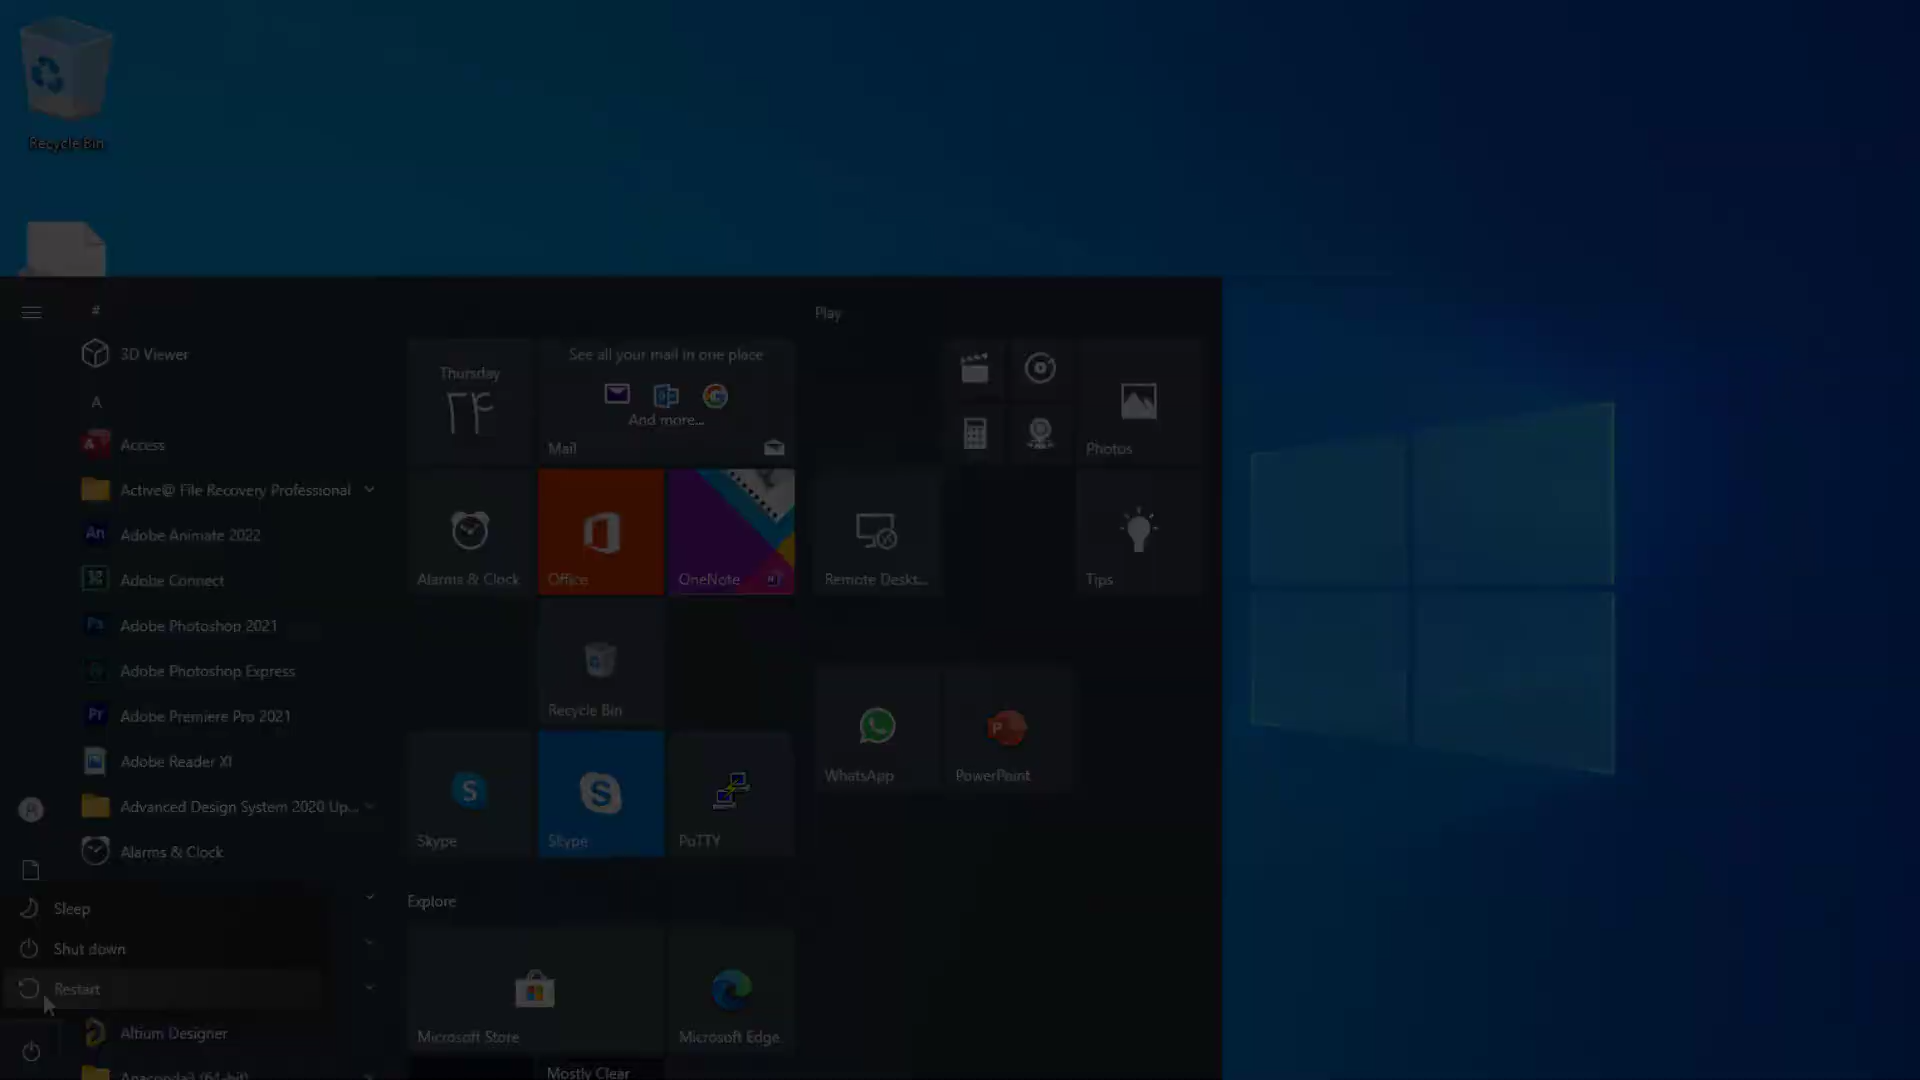 Recycle Bin
#
3D Viewer
A
Access
Active@ File Recovery Professional
Adobe Animate 2022
Adobe Connect
Adobe Photoshop 2021
Adobe Photoshop Express
Adobe Premiere Pro 2021
Adobe Reader XI
Advanced Design System 2020 Up...
Alarms & Clock
Sleep
Shut down
Restart
Altium Designer
Anaconda3 (64-bit)
Thursday
۲۴
See all your mail in one place
And more...
Mail
Alarms & Clock
Office
OneNote
Recycle Bin
Skype
Skype
PuTTY
Explore
Microsoft Store
Microsoft Edge
Mostly Clear
Play
Photos
Remote Deskt...
Tips
WhatsApp
PowerPoint